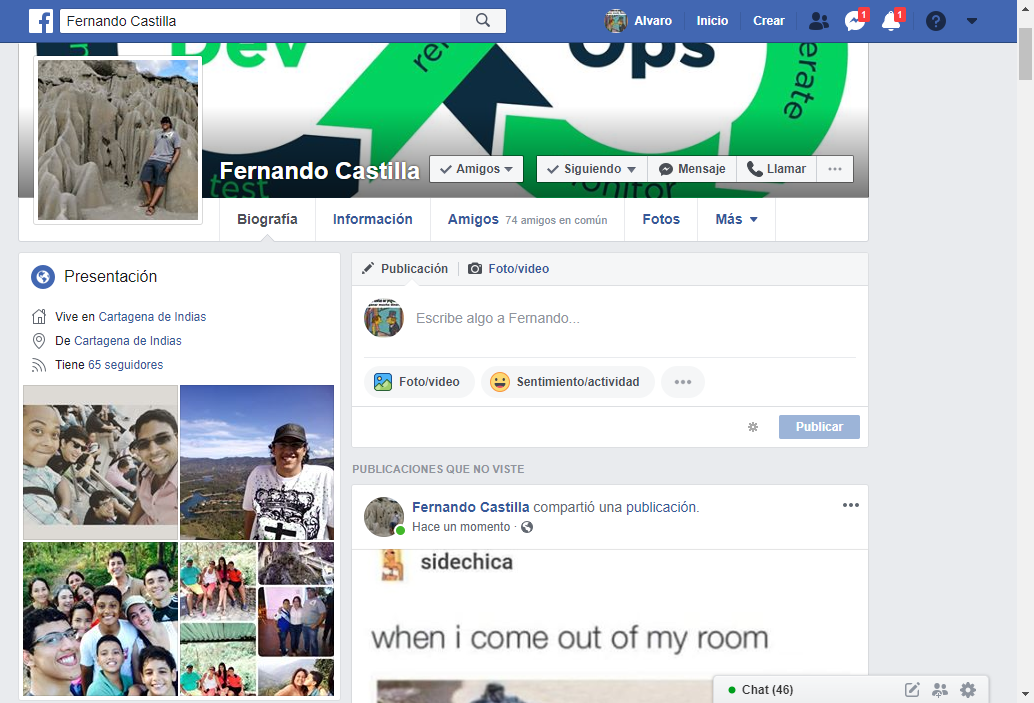 Fernando Castilla
Alvaro
Inicio
Crear
1
1
Dev
Ops
test
monitor
Fernando Castilla
Amigos
Siguiendo
Mensaje
Llamar
Biografía
Información
Amigos 74 amigos en común
Fotos
Más
Presentación
Vive en Cartagena de Indias
De Cartagena de Indias
Tiene 65 seguidores
Publicación
Foto/video
Escribe algo a Fernando...
Foto/video
Sentimiento/actividad
Publicar
PUBLICACIONES QUE NO VISTE
Fernando Castilla compartió una publicación.
Hace un momento ·
sidechica
when i come out of my room
Chat (46)